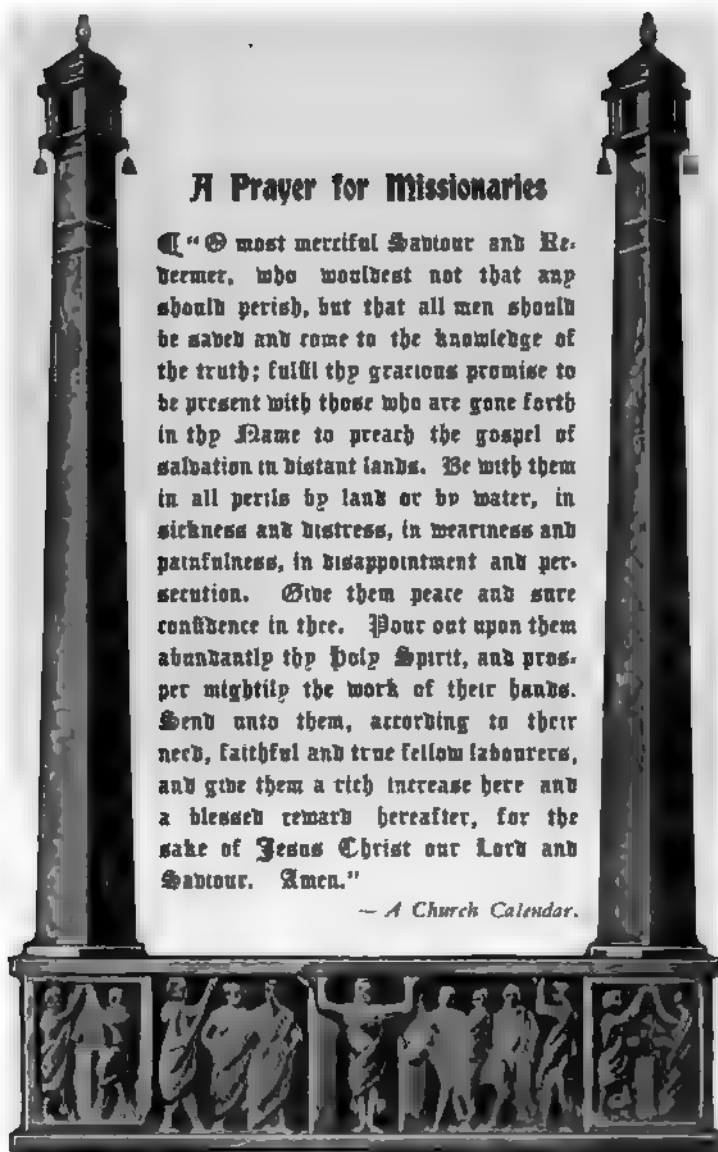 A Prayer for Missionaries
¶ "O most merciful Saviour and Re-
deemer, who wouldest not that any
should perish, but that all men should
be saved and come to the knowledge of
the truth; fulfil thy gracious promise to
be present with those who are gone forth
in thy Name to preach the gospel of
salvation in distant lands. Be with them
in all perils by land or by water, in
sickness and distress, in weariness and
painfulness, in disappointment and per-
secution. Give them peace and sure
confidence in thee. Pour out upon them
abundantly thy Holy Spirit, and pros-
per mightily the work of their hands.
Send unto them, according to their
need, faithful and true fellow labourers,
and give them a rich increase here and
a blessed reward hereafter, for the
sake of Jesus Christ our Lord and
Saviour. Amen."
— A Church Calendar.